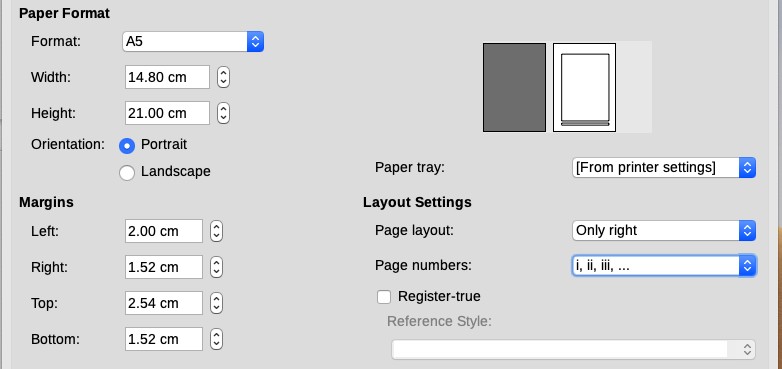 Paper Format
Format: A5
Width: 14.80 cm
Height: 21.00 cm
Orientation: Portrait
Landscape
Paper tray: [From printer settings]
Margins
Left: 2.00 cm
Right: 1.52 cm
Top: 2.54 cm
Bottom: 1.52 cm
Layout Settings
Page layout: Only right
Page numbers: i, ii, iii, ...
Register-true
Reference Style: